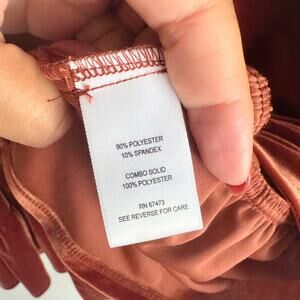 90% POLYESTER
10% SPANDEX
COMBO SOLID
100% POLYESTER
RN 67473
SEE REVERSE FOR CARE